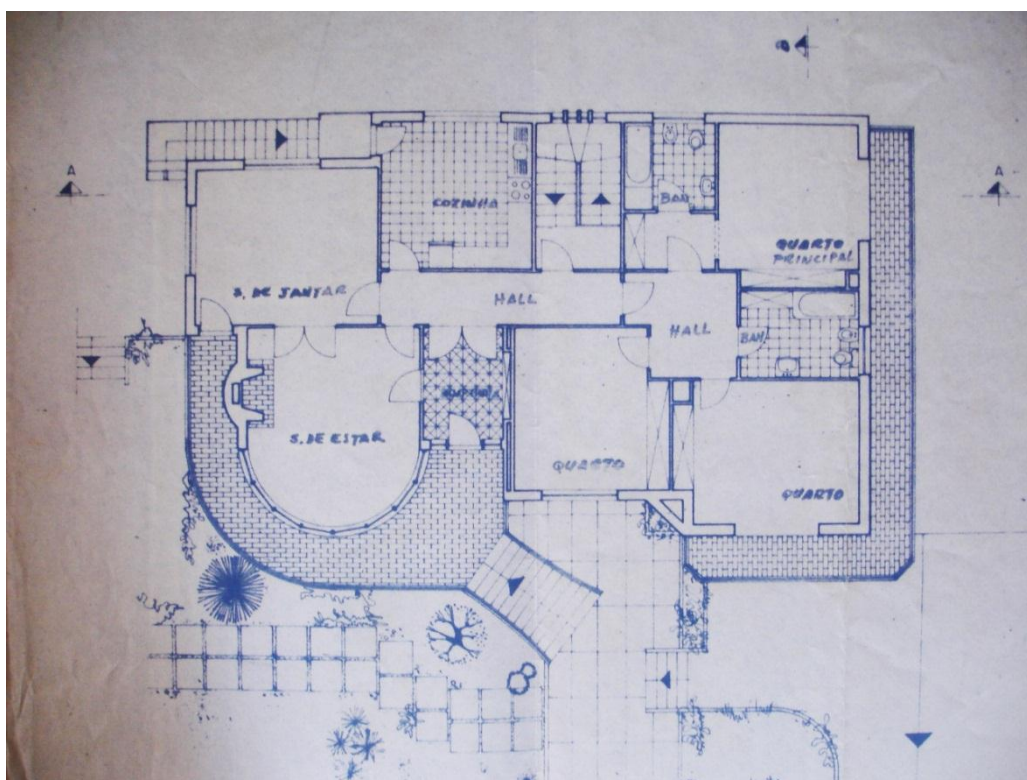 A
A
COZINHA
BAN
QUARTO
PRINCIPAL
S. DE JANTAR
HALL
HALL
BAN
S. DE ESTAR
QUARTO
QUARTO